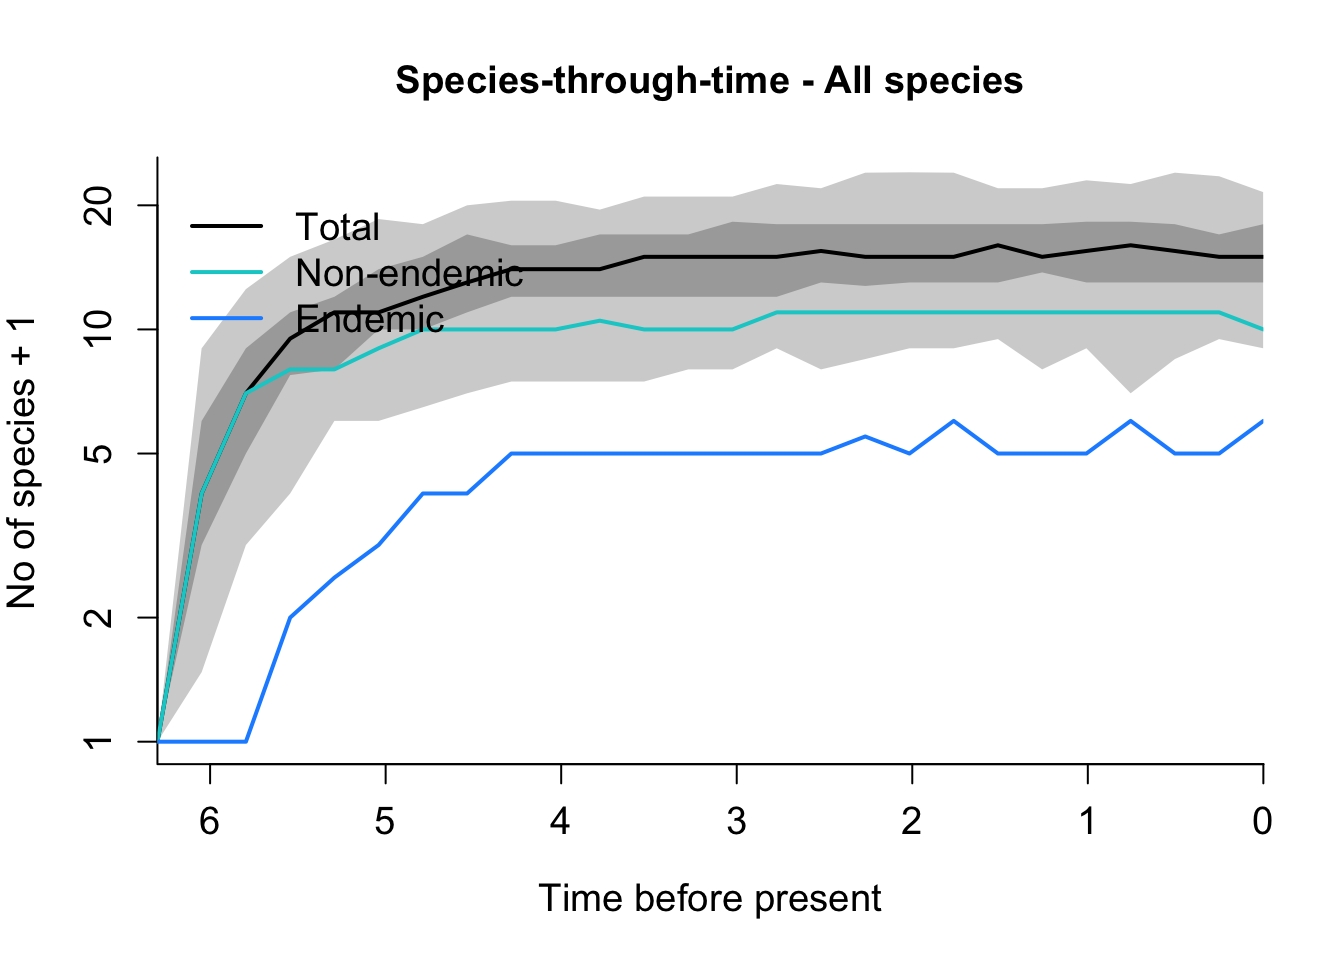 Species-through-time - All species
No of species + 1
20
10
5
2
1
Total
Non-endemic
Endemic
6 5 4 3 2 1 0
Time before present